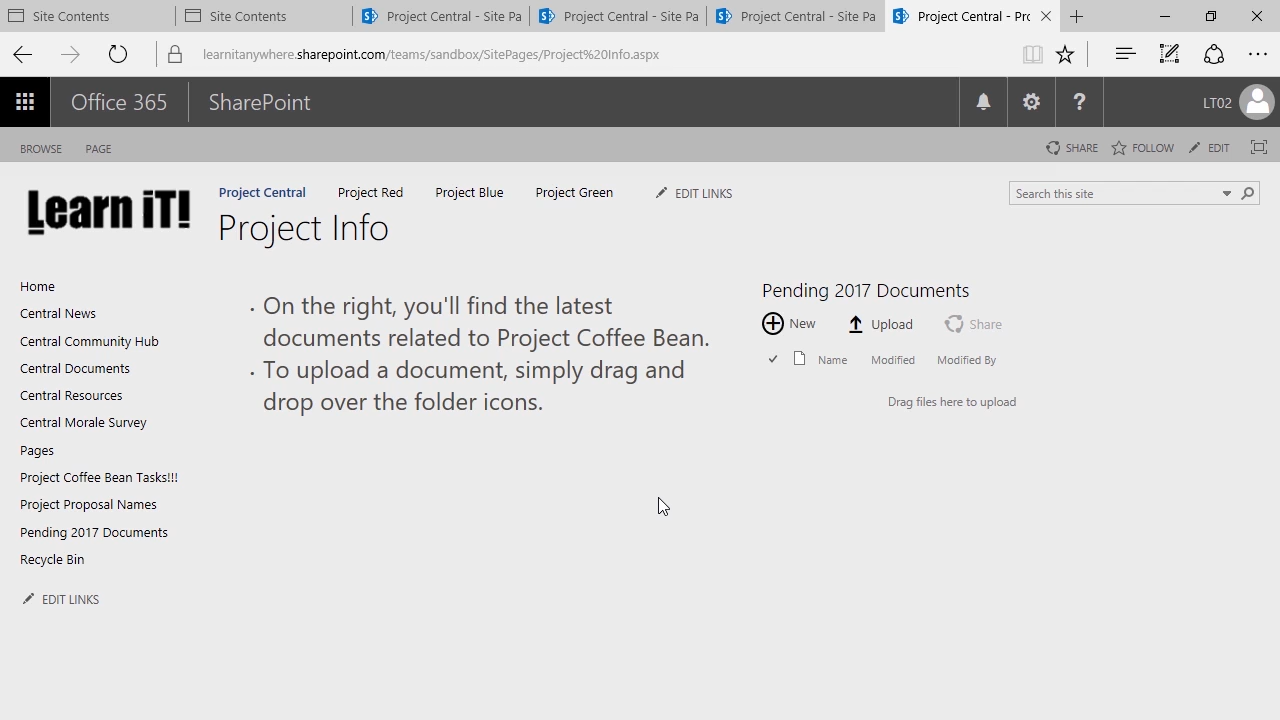 Site Contents
Site Contents
Project Central - Site Pa
Project Central - Site Pa
Project Central - Site Pa
Project Central - Pro
learnitanywhere.sharepoint.com/teams/sandbox/SitePages/Project%20Info.aspx
Office 365
SharePoint
?
LT02
BROWSE
PAGE
SHARE
FOLLOW
EDIT
Learn iT!
Project Central
Project Red
Project Blue
Project Green
EDIT LINKS
Search this site
Project Info
Home
Central News
Central Community Hub
Central Documents
Central Resources
Central Morale Survey
Pages
Project Coffee Bean Tasks!!!
Project Proposal Names
Pending 2017 Documents
Recycle Bin
EDIT LINKS
· On the right, you'll find the latest
documents related to Project Coffee Bean.
· To upload a document, simply drag and
drop over the folder icons.
Pending 2017 Documents
New
Upload
Share
Name
Modified
Modified By
Drag files here to upload